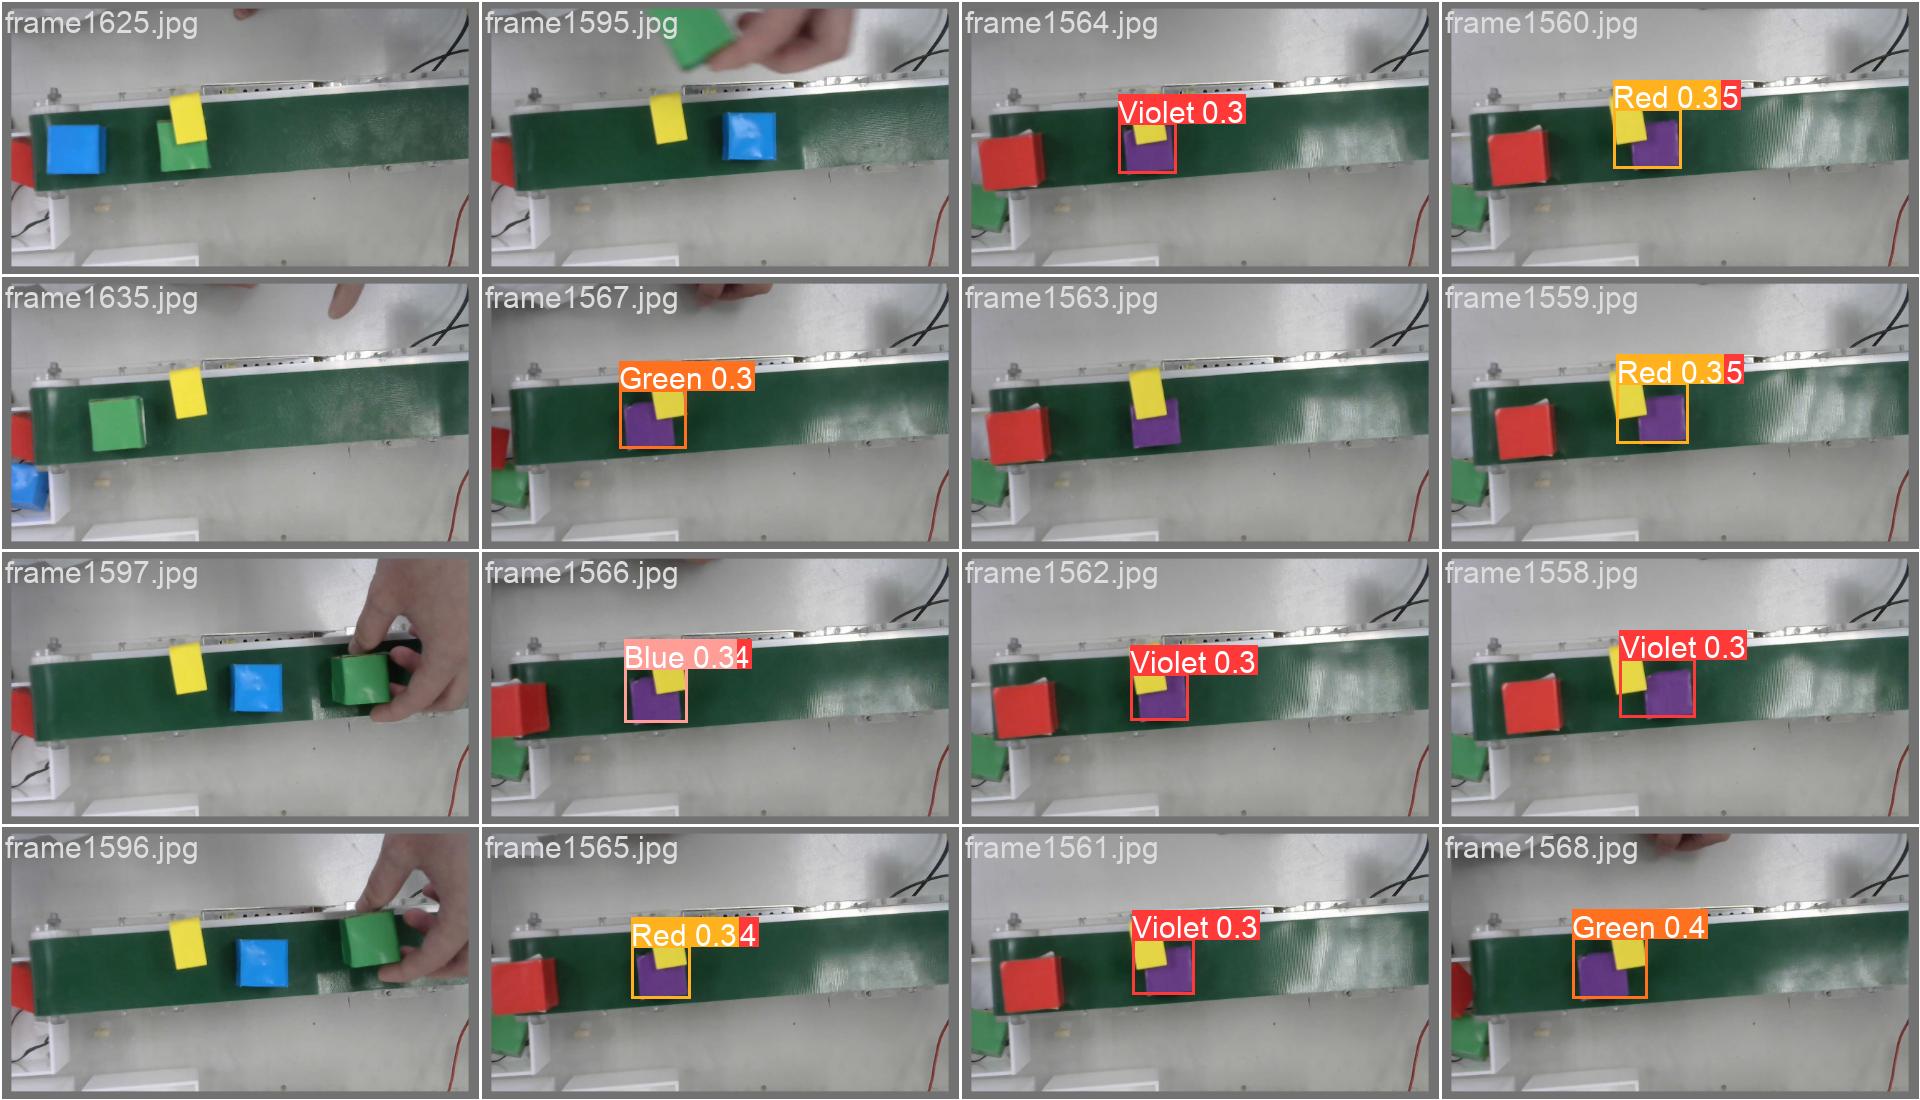 frame1625.jpg
frame1595.jpg
frame1564.jpg
Violet 0.3
frame1560.jpg
Red 0.35
frame1635.jpg
frame1567.jpg
Green 0.3
frame1563.jpg
frame1559.jpg
Red 0.35
frame1597.jpg
frame1566.jpg
Blue 0.34
frame1562.jpg
Violet 0.3
frame1558.jpg
Violet 0.3
frame1596.jpg
frame1565.jpg
Red 0.34
frame1561.jpg
Violet 0.3
frame1568.jpg
Green 0.4